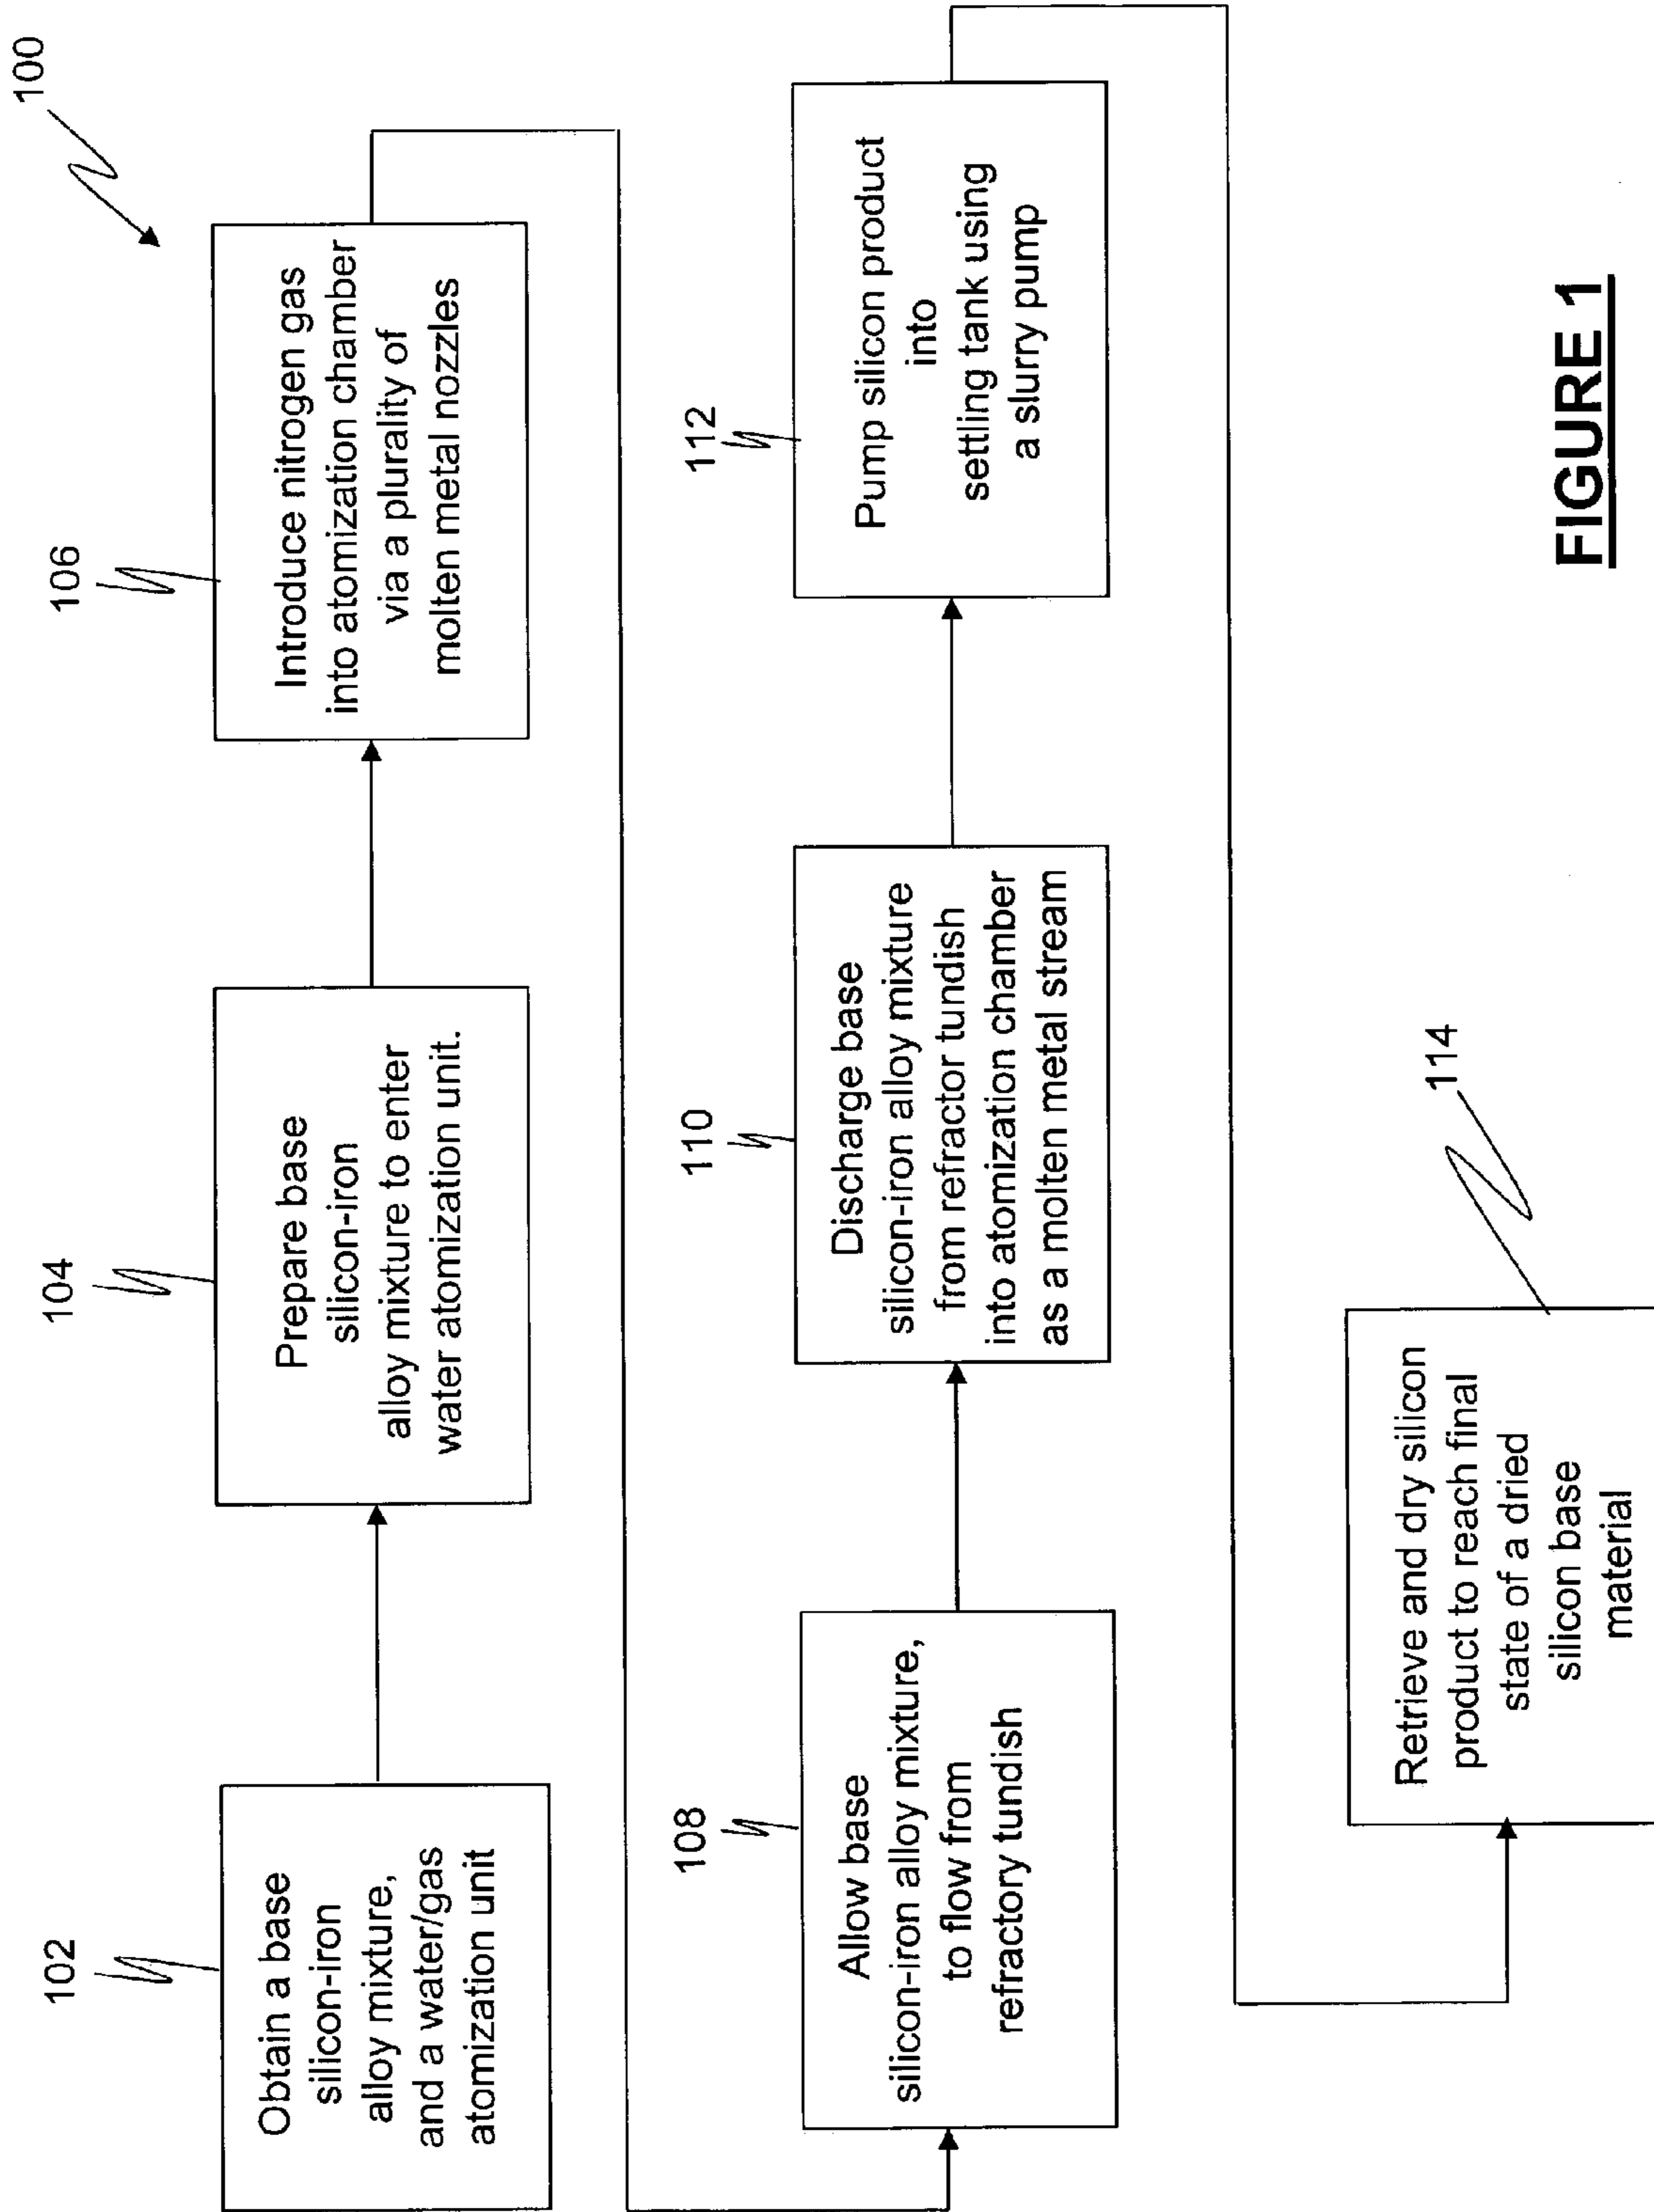 100
102
Obtain a base
silicon-iron
alloy mixture,
and a water/gas
atomization unit
104
Prepare base
silicon-iron
alloy mixture to enter
water atomization unit.
106
Introduce nitrogen gas
into atomization chamber
via a plurality of
molten metal nozzles
108
Allow base
silicon-iron alloy mixture,
to flow from
refractory tundish
110
Discharge base
silicon-iron alloy mixture
from refractor tundish
into atomization chamber
as a molten metal stream
112
Pump silicon product
into
settling tank using
a slurry pump
114
Retrieve and dry silicon
product to reach final
state of a dried
silicon base
material
FIGURE 1